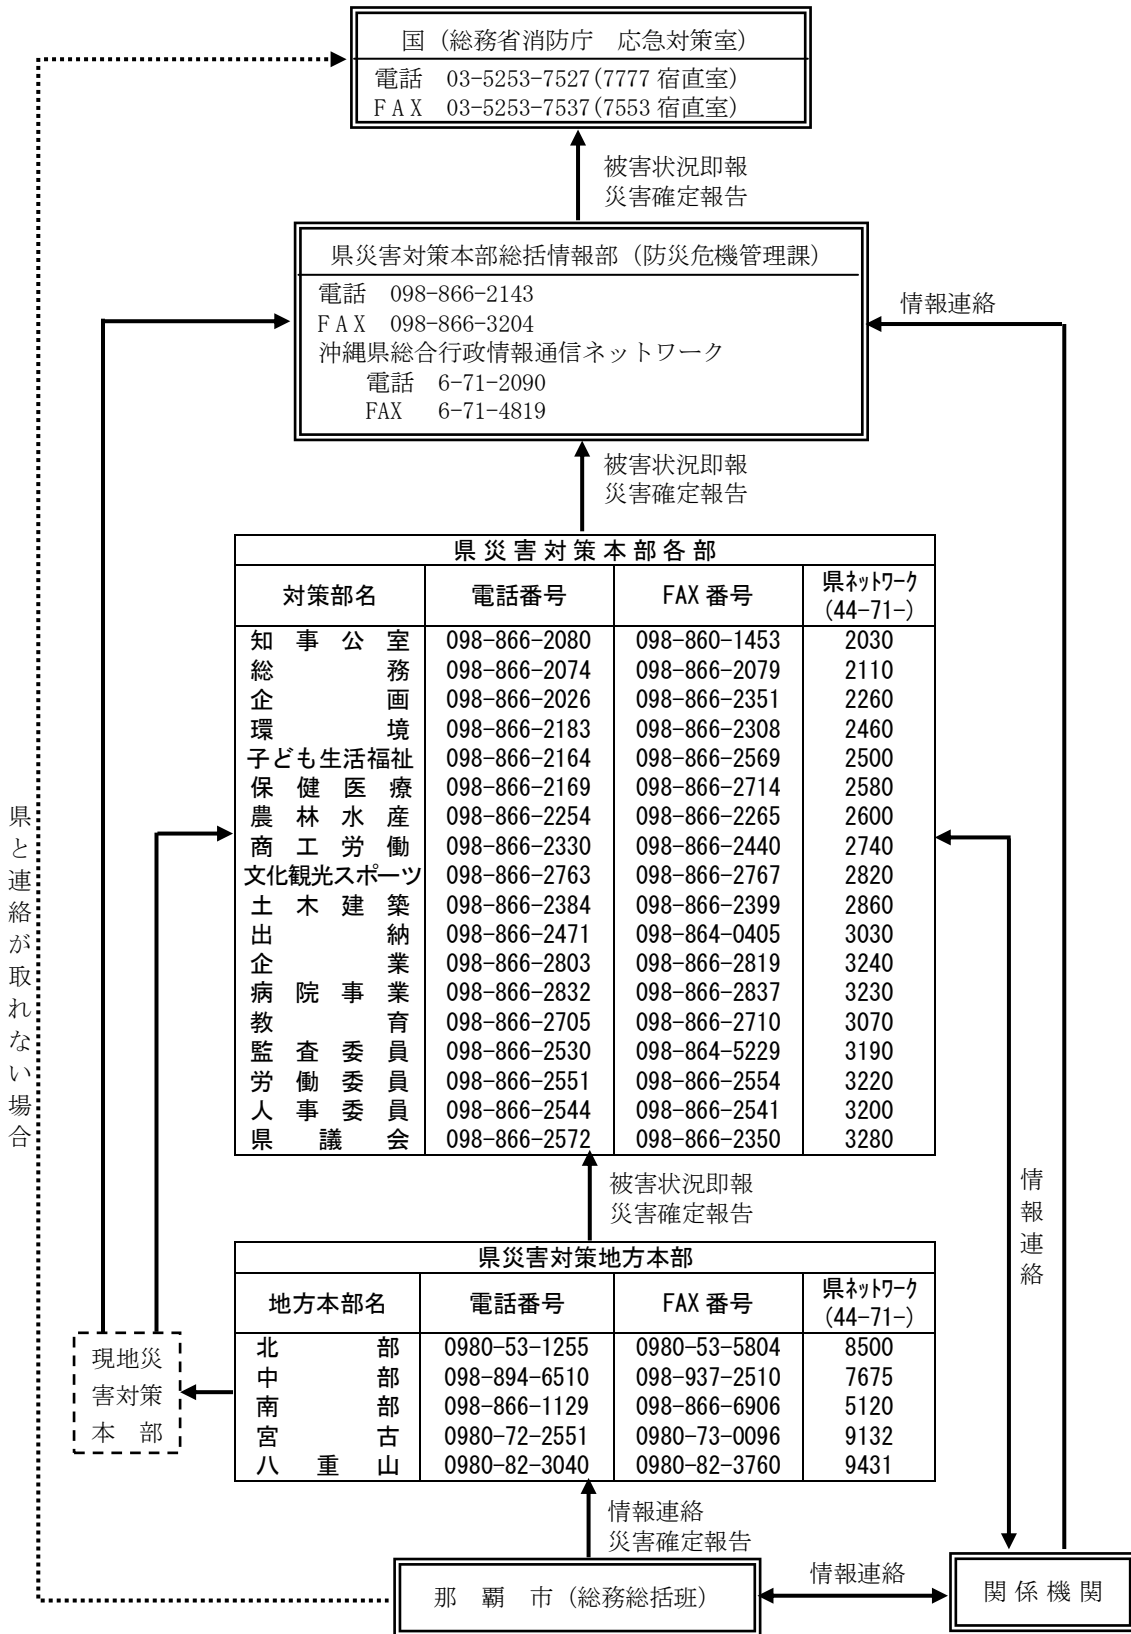 国（総務省消防庁　応急対策室）
電話　03-5253-7527(7777 宿直室)
ＦＡＸ　03-5253-7537(7553 宿直室)
被害状況即報
災害確定報告
県災害対策本部総括情報部（防災危機管理課）
電話　098-866-2143
ＦＡＸ　098-866-3204
沖縄県総合行政情報通信ネットワーク
電話　6-71-2090
FAX　6-71-4819
情報連絡
被害状況即報
災害確定報告
県災害対策本部各部
対策部名　電話番号　FAX 番号　県ﾈｯﾄﾜｰｸ
(44-71-)
知事公室　098-866-2080　098-860-1453　2030
総務　098-866-2074　098-866-2079　2110
企画　098-866-2026　098-866-2351　2260
環境　098-866-2183　098-866-2308　2460
子ども生活福祉　098-866-2164　098-866-2569　2500
保健医療　098-866-2169　098-866-2714　2580
農林水産　098-866-2254　098-866-2265　2600
商工労働　098-866-2330　098-866-2440　2740
文化観光スポーツ　098-866-2763　098-866-2767　2820
土木建築　098-866-2384　098-866-2399　2860
出納　098-866-2471　098-864-0405　3030
企業　098-866-2803　098-866-2819　3240
病院事業　098-866-2832　098-866-2837　3230
教育　098-866-2705　098-866-2710　3070
監査委員　098-866-2530　098-864-5229　3190
労働委員　098-866-2551　098-866-2554　3220
人事委員　098-866-2544　098-866-2541　3200
県議会　098-866-2572　098-866-2350　3280
県と連絡が取れない場合
被害状況即報
災害確定報告
情報連絡
県災害対策地方本部
地方本部名　電話番号　FAX 番号　県ﾈｯﾄﾜｰｸ
(44-71-)
北部　0980-53-1255　0980-53-5804　8500
中部　098-894-6510　098-937-2510　7675
南部　098-866-1129　098-866-6906　5120
宮古　0980-72-2551　0980-73-0096　9132
八重山　0980-82-3040　0980-82-3760　9431
現地災
害対策
本　部
情報連絡
災害確定報告
那　覇　市（総務総括班）
情報連絡
関係機関